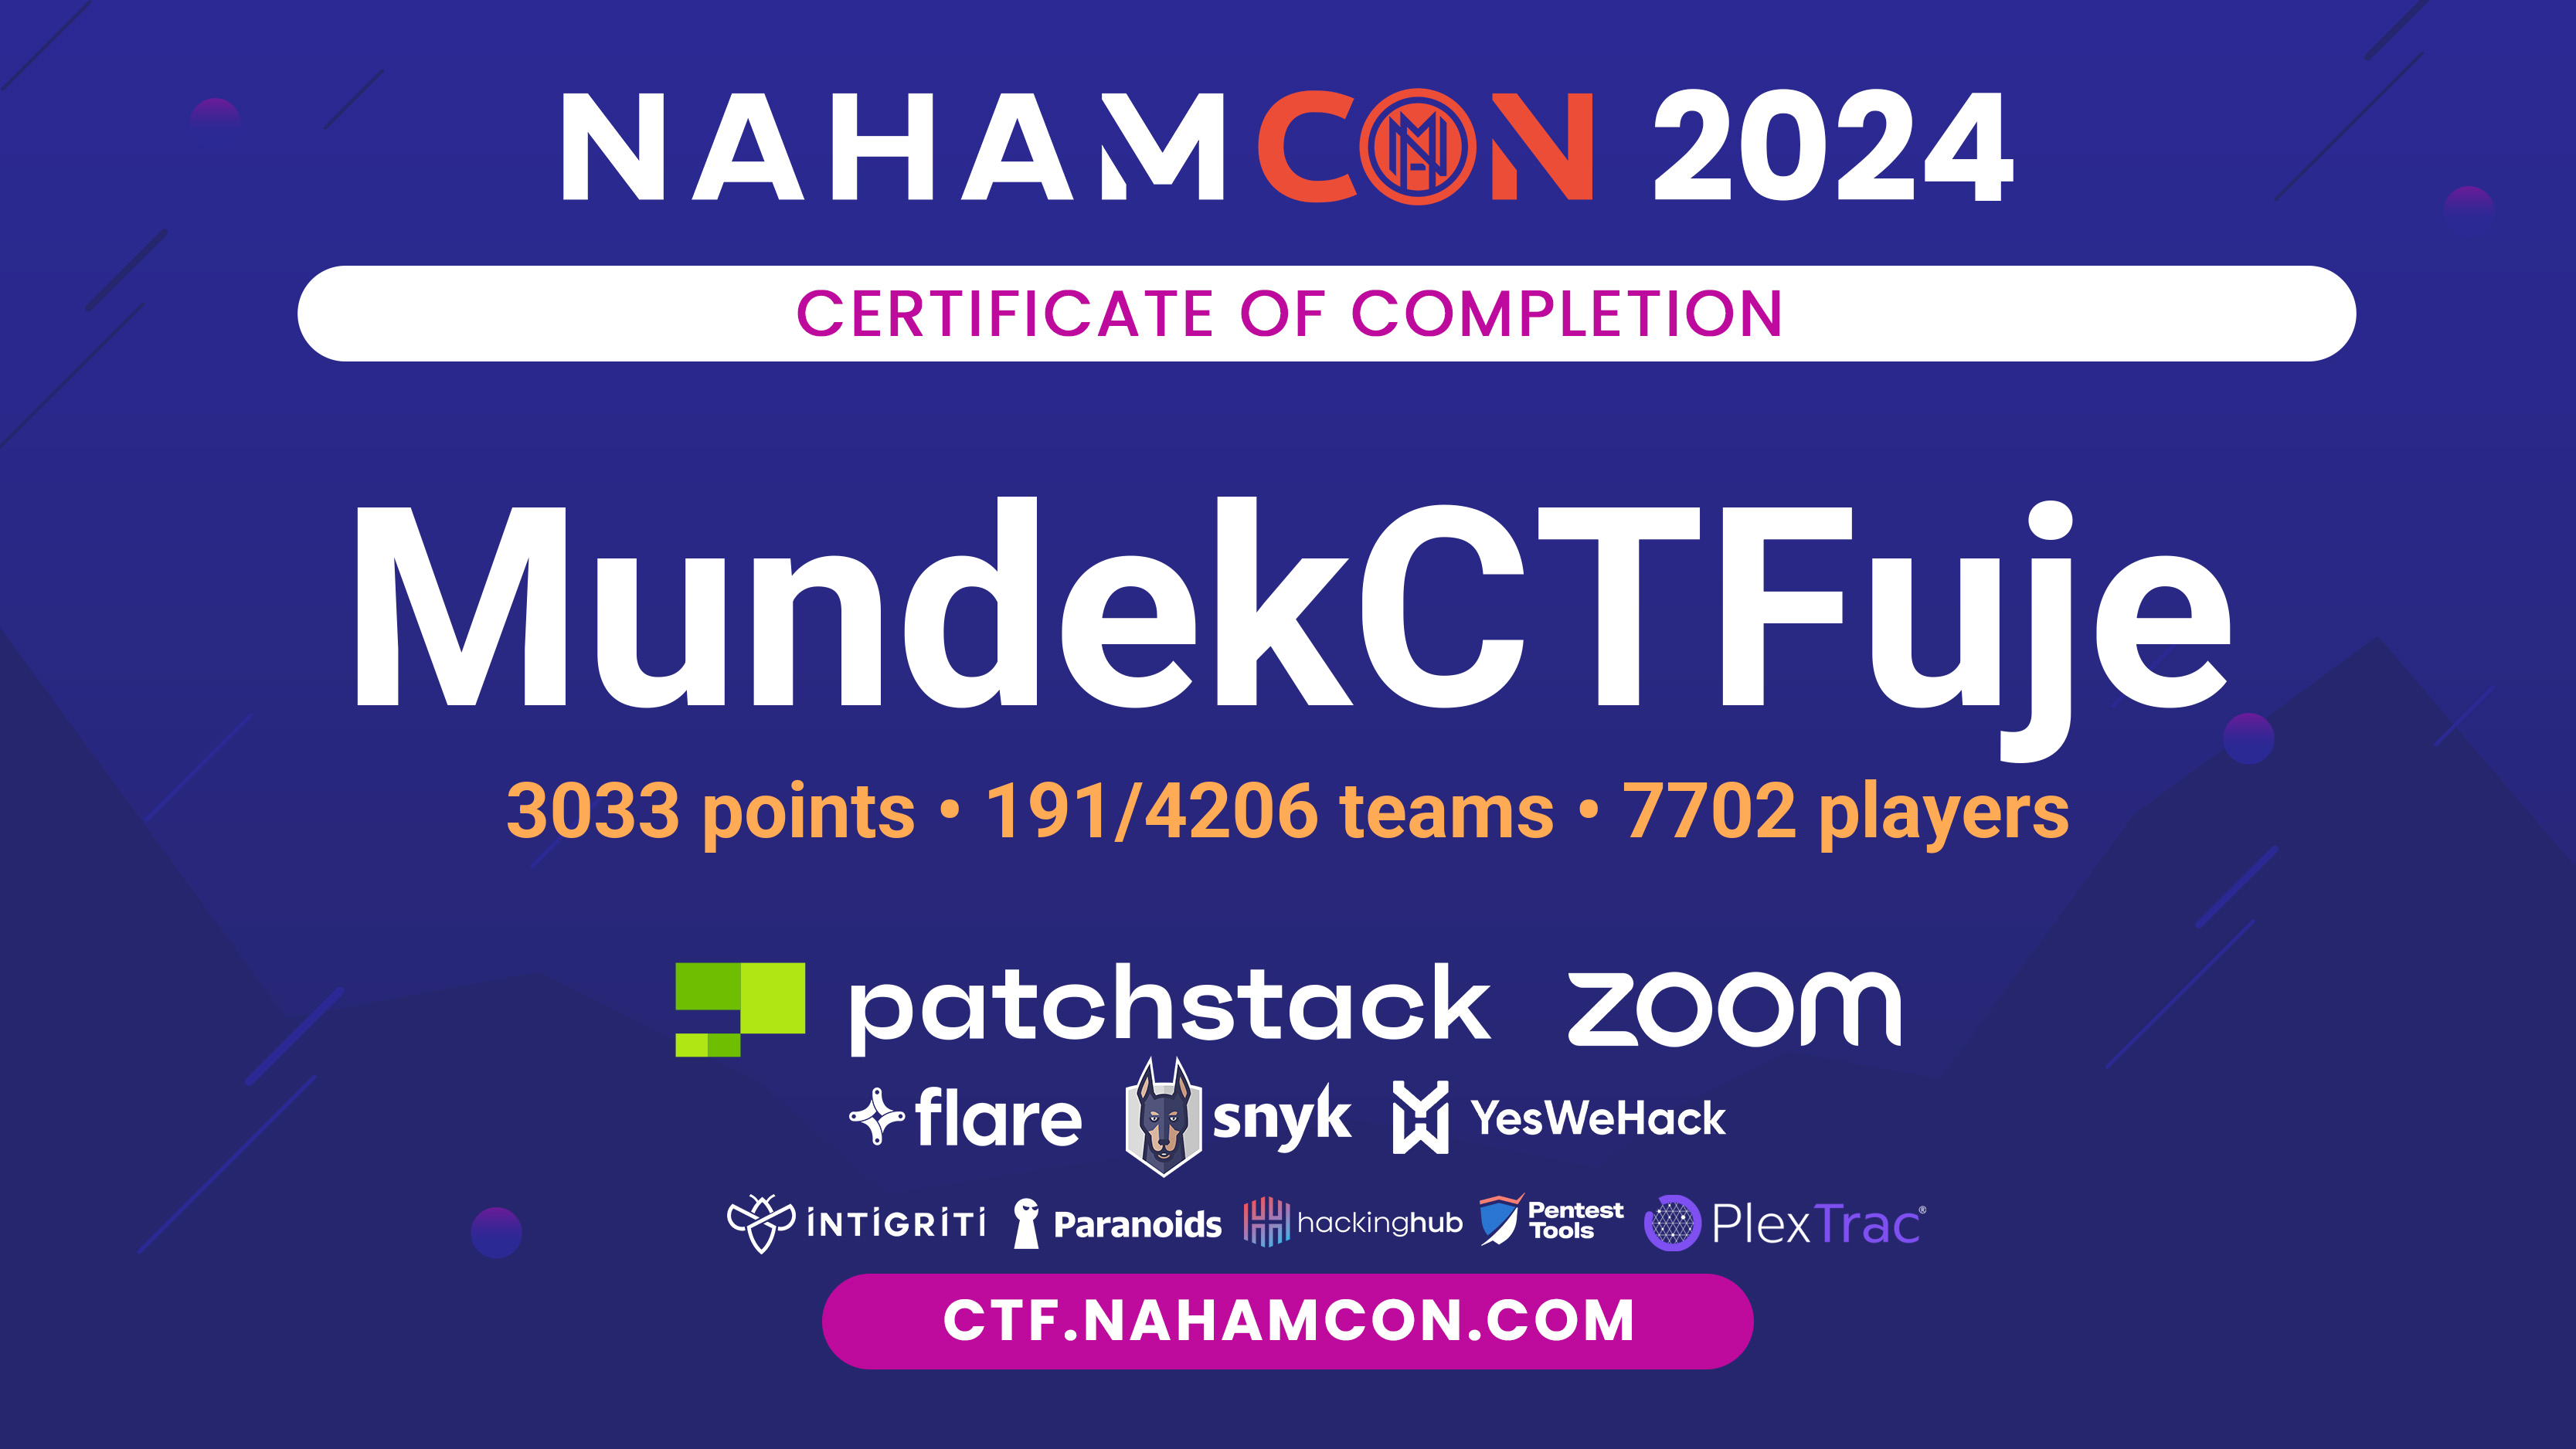 NAHAMCON 2024
CERTIFICATE OF COMPLETION
MundekCTFuje
3033 points • 191/4206 teams • 7702 players
patchstack zoom
flare snyk YesWeHack
INTIGRITI Paranoids hackinghub Pentest Tools PlexTrac®
CTF.NAHAMCON.COM